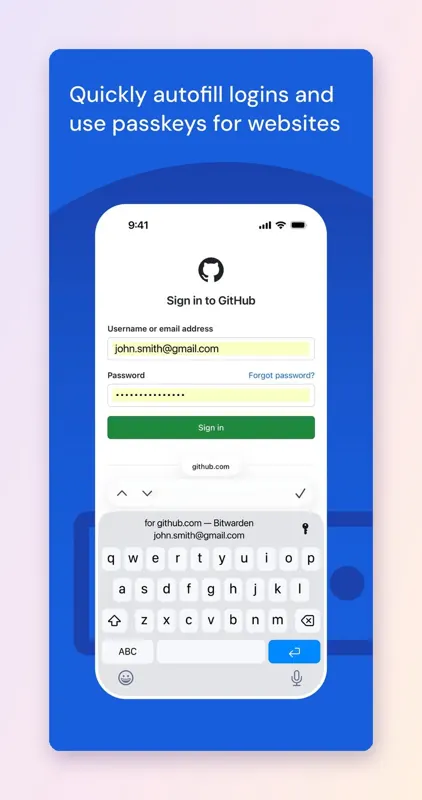 Quickly autofill logins and
use passkeys for websites
9:41
Sign in to GitHub
Username or email address
john.smith@gmail.com
Password Forgot password?
•••••••••••••••
Sign in
github.com
for github.com — Bitwarden
john.smith@gmail.com
q w e r t y u i o p
a s d f g h j k l
z x c v b n m
ABC